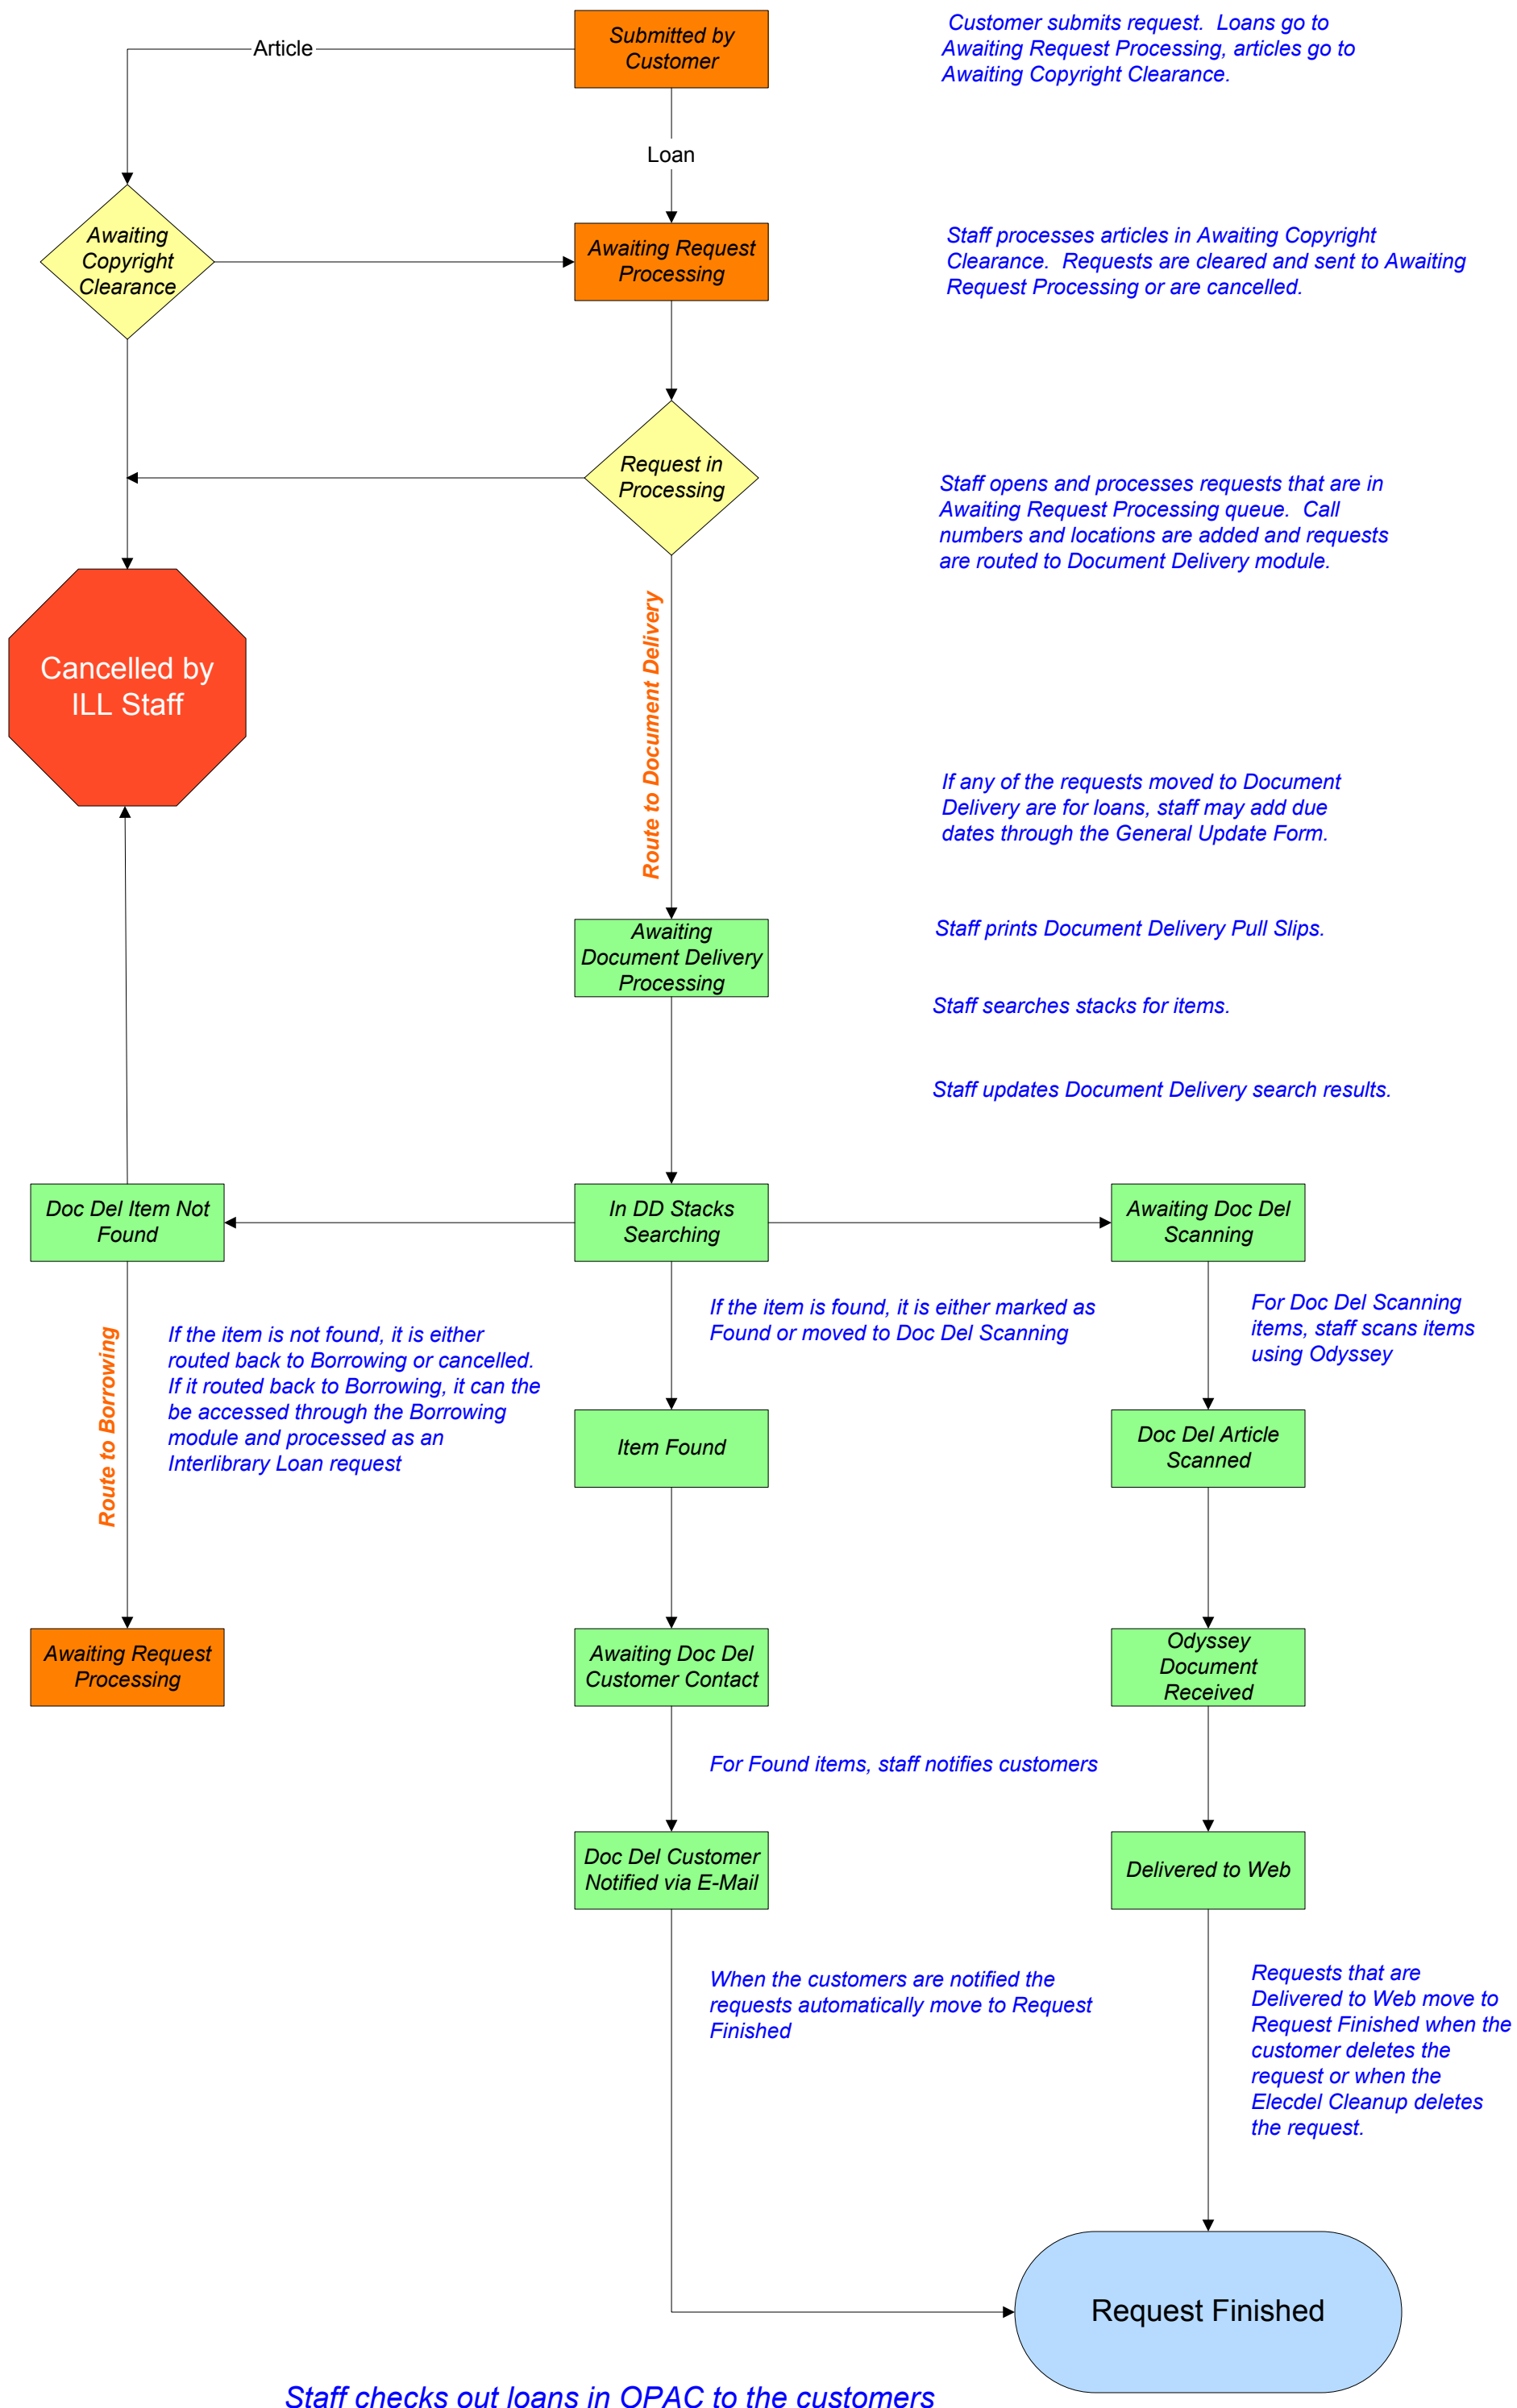 Submitted by
Customer
Customer submits request.  Loans go to
Awaiting Request Processing, articles go to
Awaiting Copyright Clearance.
Article
Loan
Awaiting
Copyright
Clearance
Awaiting Request
Processing
Staff processes articles in Awaiting Copyright
Clearance.  Requests are cleared and sent to Awaiting
Request Processing or are cancelled.
Request in
Processing
Staff opens and processes requests that are in
Awaiting Request Processing queue.  Call
numbers and locations are added and requests
are routed to Document Delivery module.
Cancelled by
ILL Staff
Route to Document Delivery
If any of the requests moved to Document
Delivery are for loans, staff may add due
dates through the General Update Form.
Awaiting
Document Delivery
Processing
Staff prints Document Delivery Pull Slips.
Staff searches stacks for items.
Staff updates Document Delivery search results.
Doc Del Item Not
Found
In DD Stacks
Searching
Awaiting Doc Del
Scanning
Route to Borrowing
If the item is not found, it is either
routed back to Borrowing or cancelled.
If it routed back to Borrowing, it can the
be accessed through the Borrowing
module and processed as an
Interlibrary Loan request
If the item is found, it is either marked as
Found or moved to Doc Del Scanning
For Doc Del Scanning
items, staff scans items
using Odyssey
Item Found
Doc Del Article
Scanned
Awaiting Request
Processing
Awaiting Doc Del
Customer Contact
Odyssey
Document
Received
For Found items, staff notifies customers
Doc Del Customer
Notified via E-Mail
Delivered to Web
When the customers are notified the
requests automatically move to Request
Finished
Requests that are
Delivered to Web move to
Request Finished when the
customer deletes the
request or when the
Elecdel Cleanup deletes
the request.
Request Finished
Staff checks out loans in OPAC to the customers